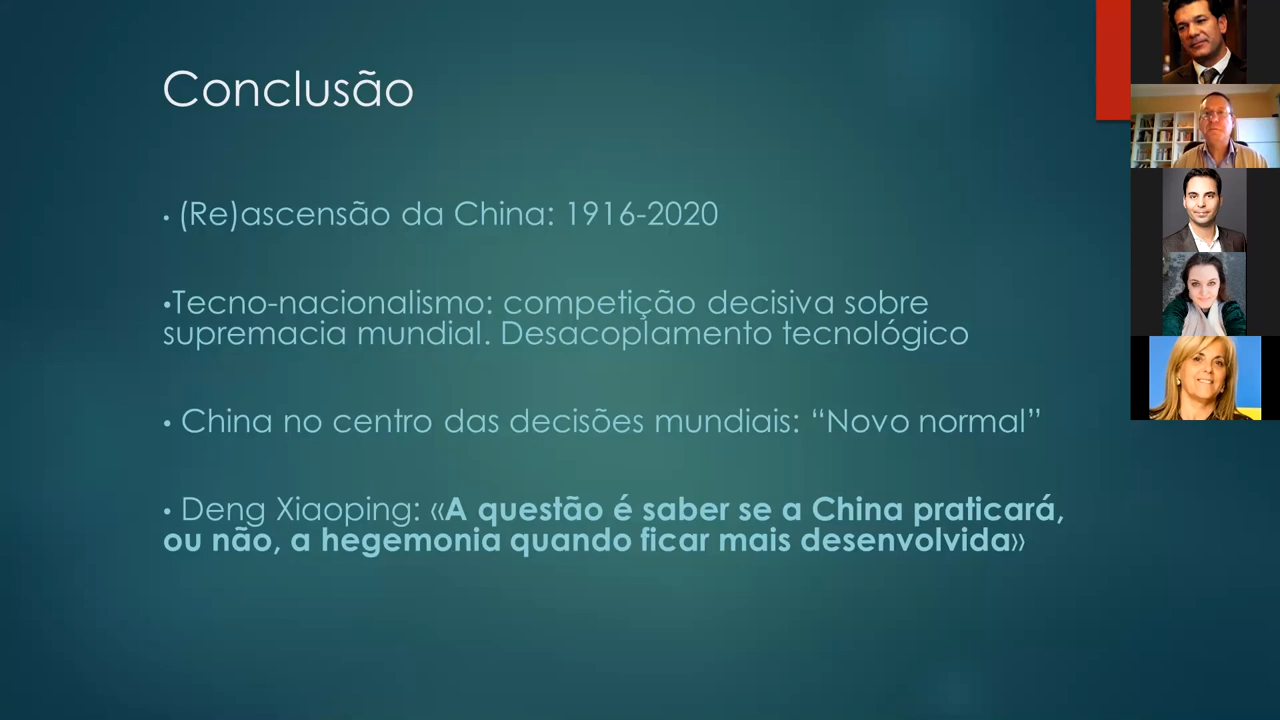 Conclusão
• (Re)ascensão da China: 1916-2020
•Tecno-nacionalismo: competição decisiva sobre
supremacia mundial. Desacoplamento tecnológico
• China no centro das decisões mundiais: “Novo normal”
• Deng Xiaoping: «A questão é saber se a China praticará,
ou não, a hegemonia quando ficar mais desenvolvida»